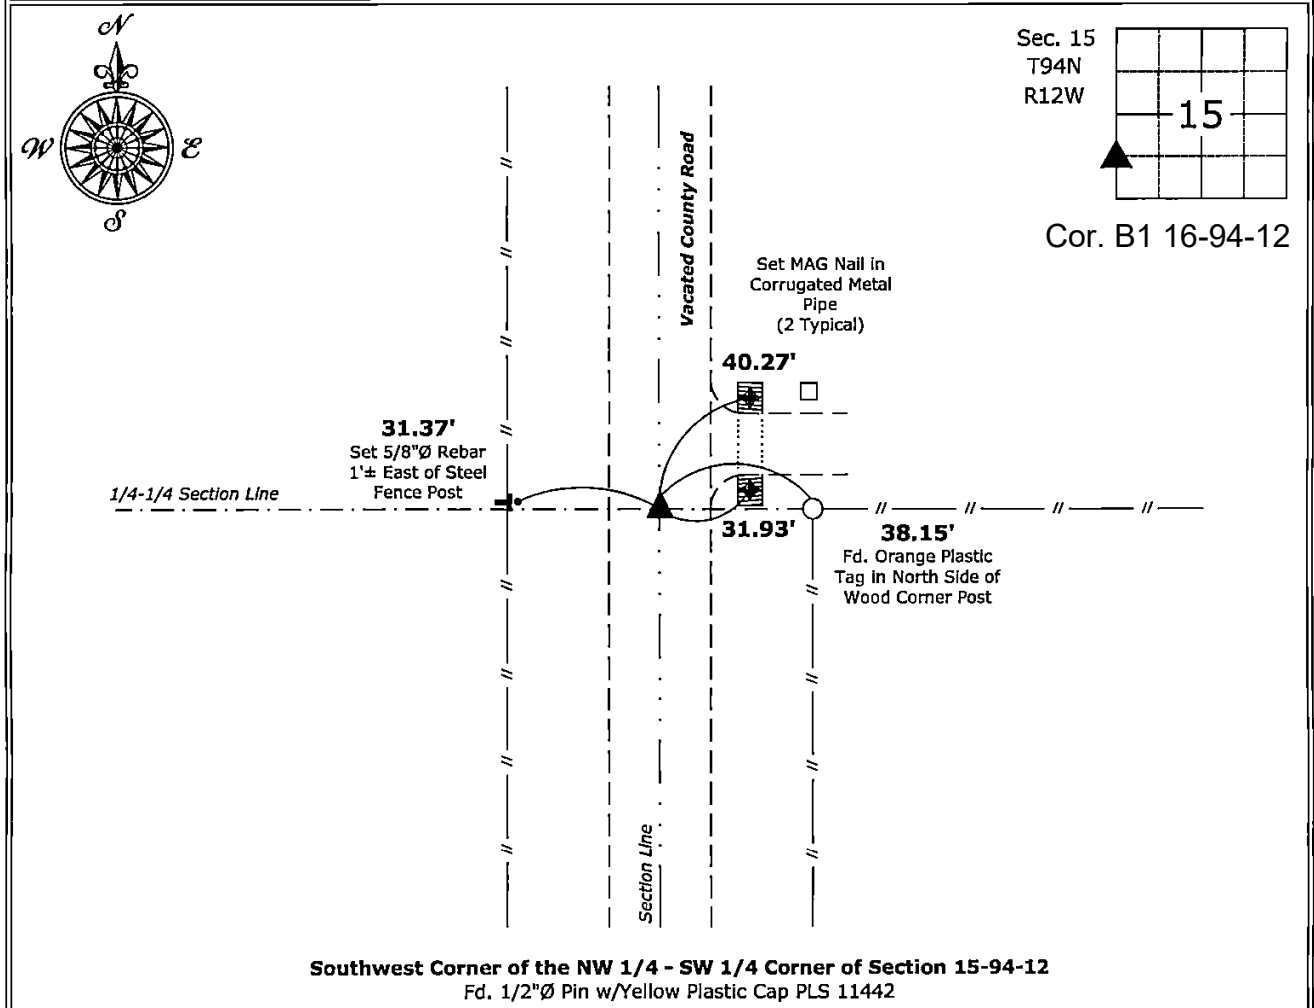 N
W
E
S
Sec. 15
T94N
R12W
15
Cor. B1 16-94-12
Vacated County Road
Set MAG Nail in
Corrugated Metal
Pipe
(2 Typical)
40.27'
31.37'
Set 5/8"Ø Rebar
1'± East of Steel
Fence Post
1/4-1/4 Section Line
31.93'
38.15'
Fd. Orange Plastic
Tag in North Side of
Wood Corner Post
Section Line
Southwest Corner of the NW 1/4 - SW 1/4 Corner of Section 15-94-12
Fd. 1/2"Ø Pin w/Yellow Plastic Cap PLS 11442